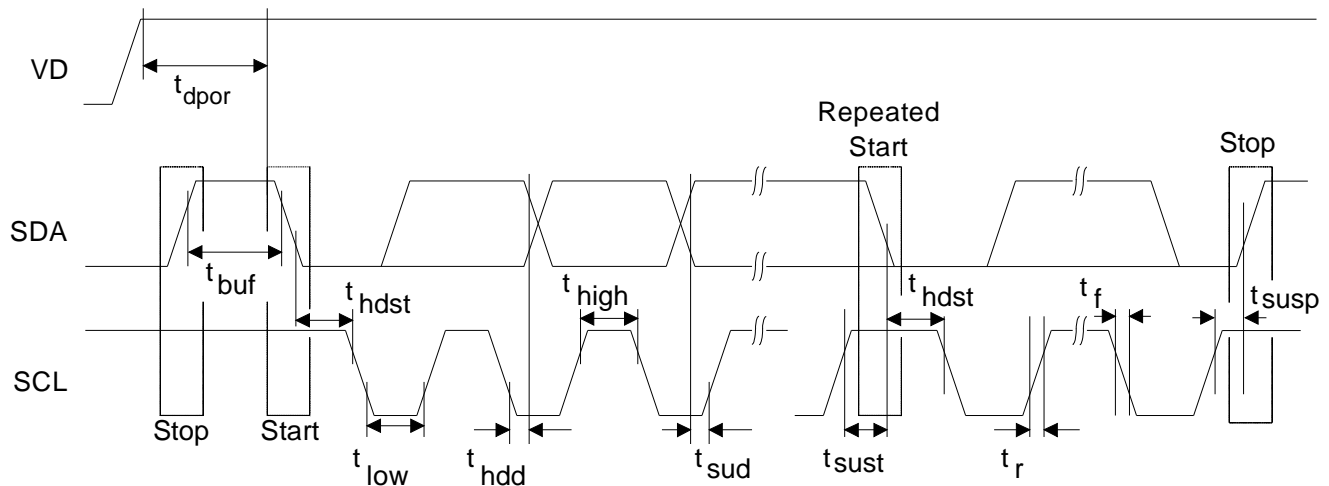 VD
t dpor
Repeated
Start
Stop
SDA
t buf
t hdst
t high
t hdst
t f
t susp
SCL
Stop
Start
t low
t hdd
t sud
t sust
t r